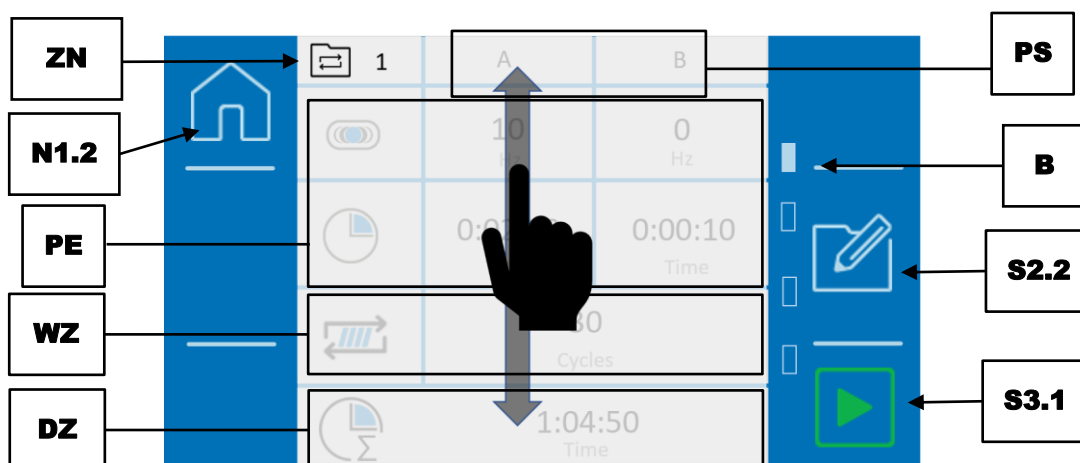 ZN
N1.2
PE
WZ
DZ
1
A
B
10
Hz
0
Hz
0:00:10
Time
30
Cycles
1:04:50
Time
Σ
PS
B
S2.2
S3.1